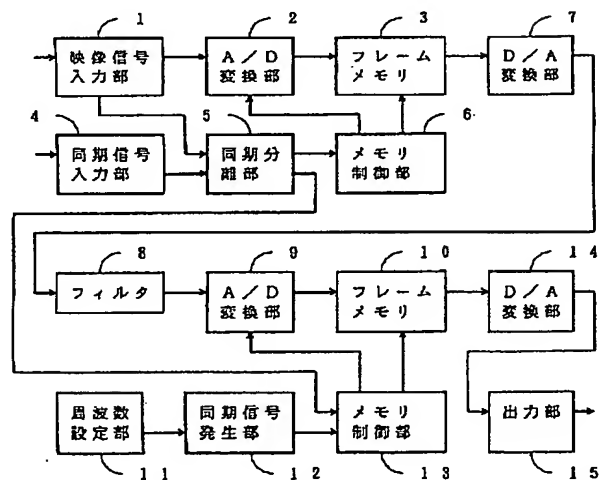 1
2
3
7
映像信号
入力部
A/D
変換部
フレーム
メモリ
D/A
変換部
4
5
6
同期信号
入力部
同期分
離部
メモリ
制御部
8
9
10
14
フィルタ
A/D
変換部
フレーム
メモリ
D/A
変換部
周波数
設定部
同期信号
発生部
メモリ
制御部
出力部
11
12
13
15